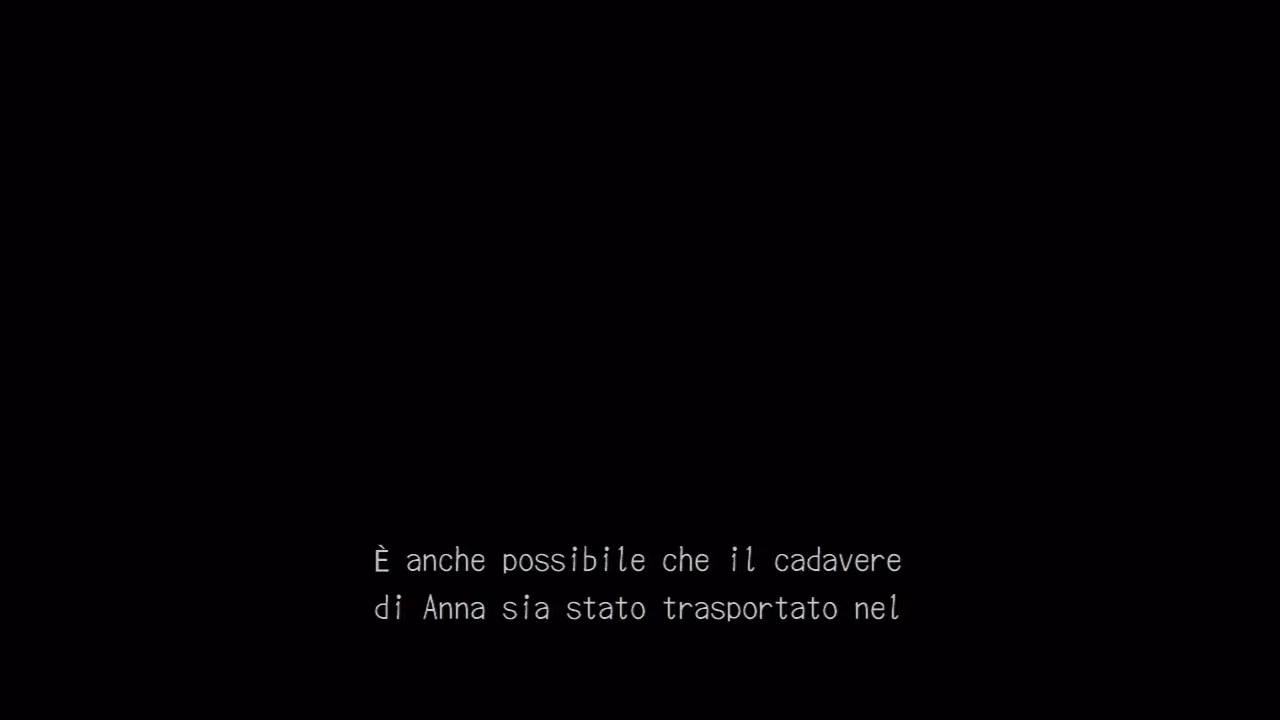 È anche possibile che il cadavere
di Anna sia stato trasportato nel